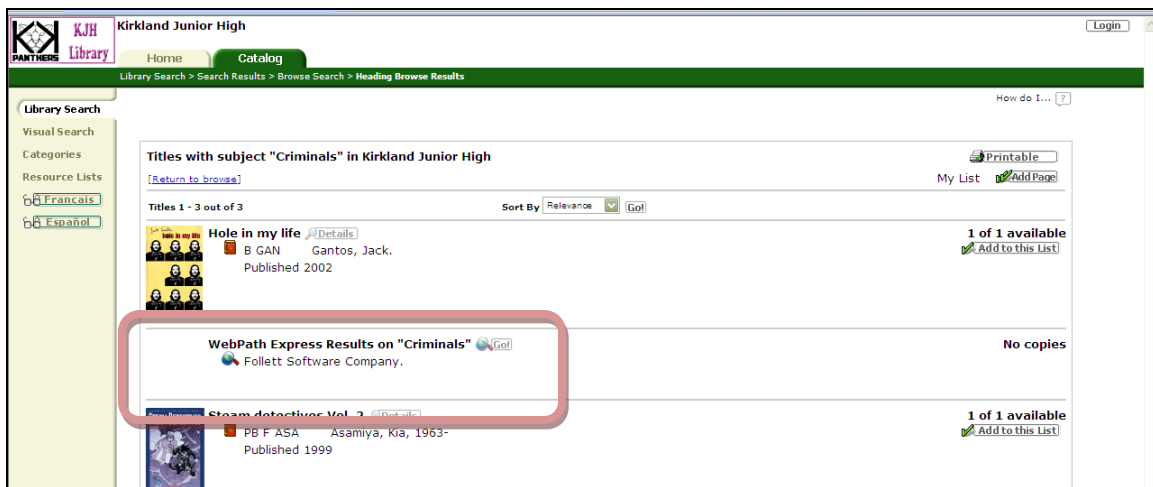 KJH
Library
PANTHERS
Kirkland Junior High
Login
Home
Catalog
Library Search > Search Results > Browse Search > Heading Browse Results
How do I... ?
Library Search
Visual Search
Categories
Resource Lists
Français
Español
Titles with subject "Criminals" in Kirkland Junior High
Printable
[Return to browse]
My List Add Page
Titles 1 - 3 out of 3
Sort By Relevance Go!
hole in my life
Hole in my life Details
1 of 1 available
B GAN Gantos, Jack.
Add to this List
Published 2002
WebPath Express Results on "Criminals" Go!
No copies
Follett Software Company.
Steam detectives Vol. 2 Details
1 of 1 available
PB F ASA Asamiya, Kia, 1963-
Add to this List
Published 1999